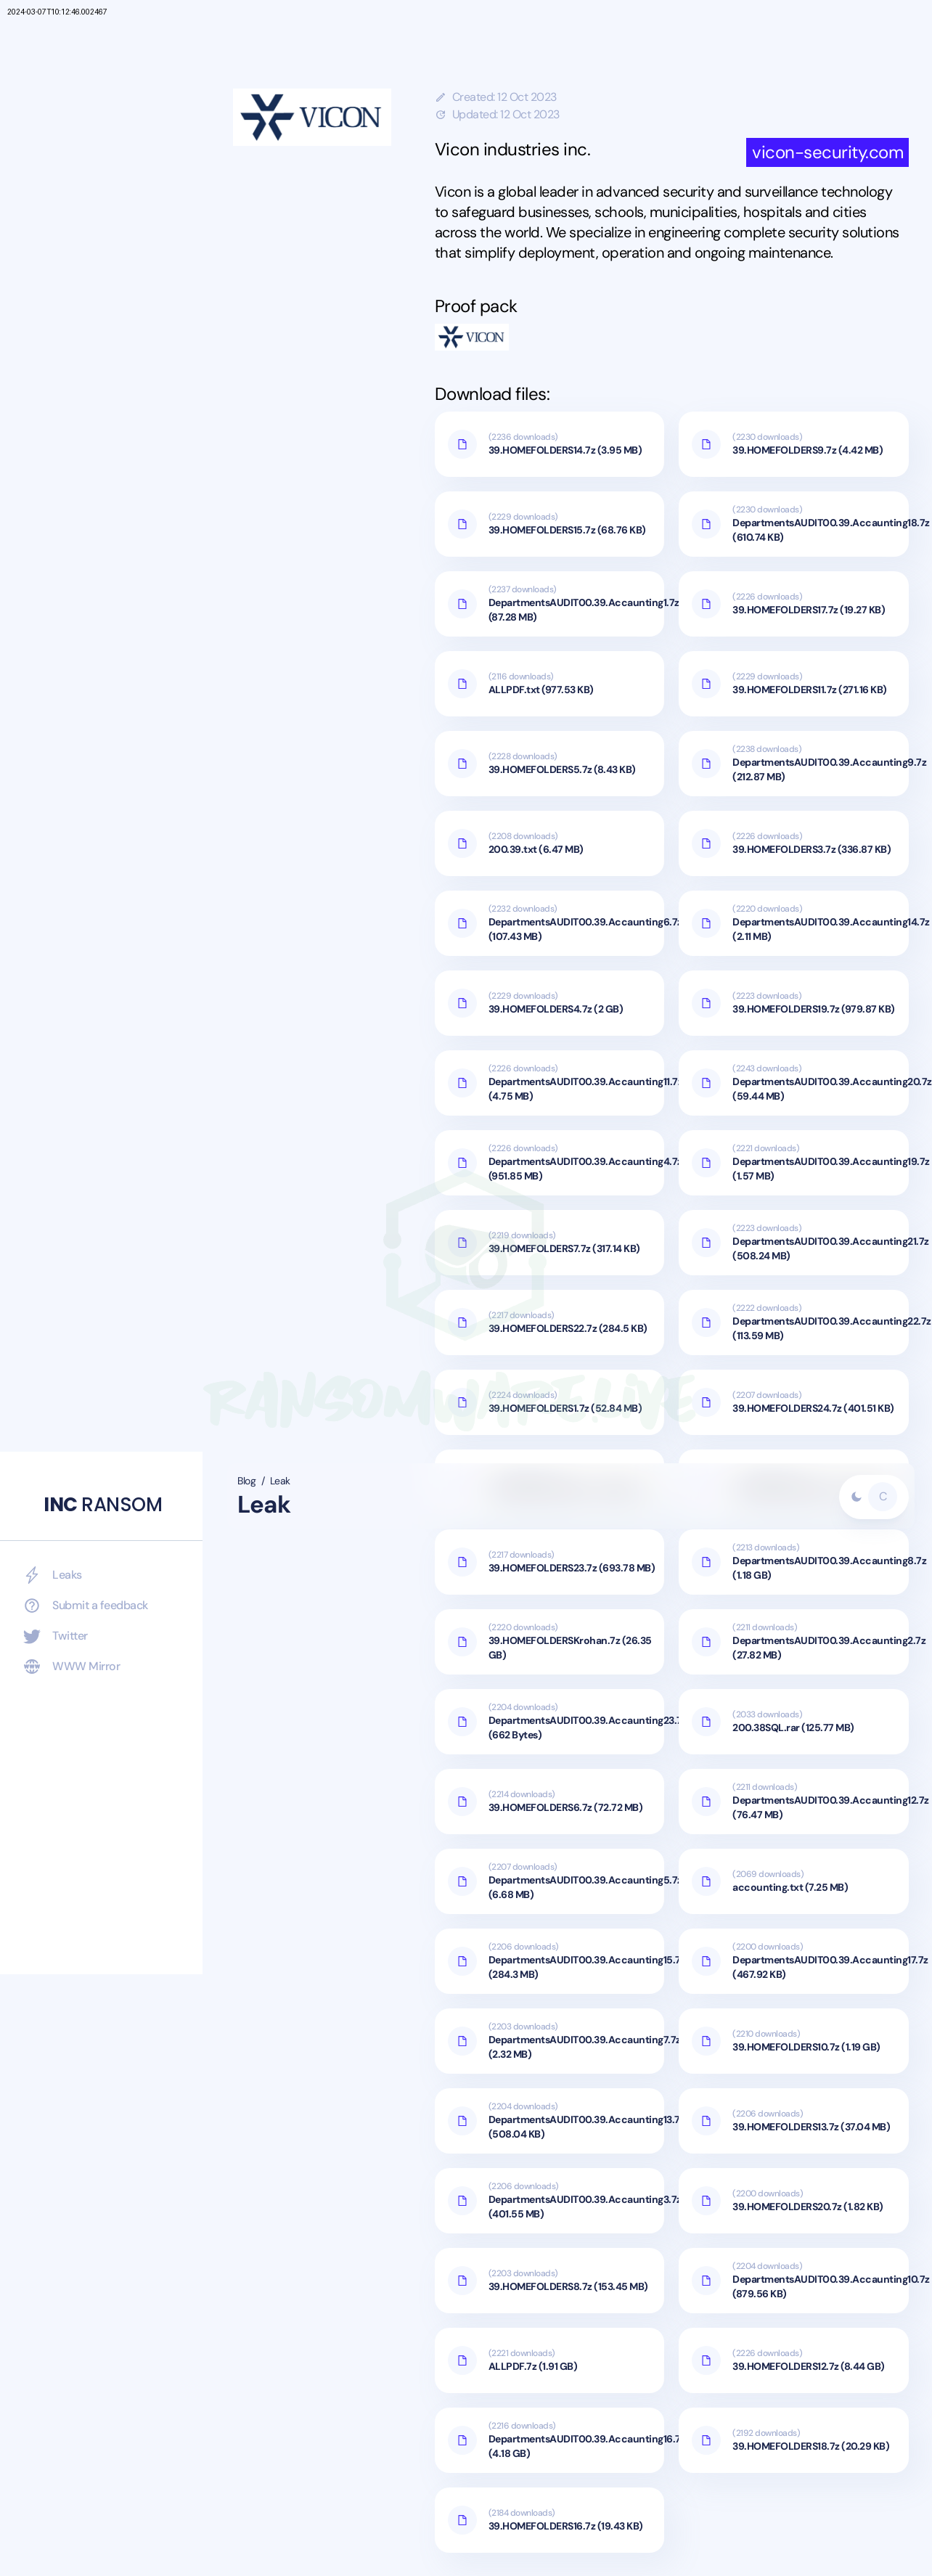 2024-03-07T10:12:46.002467
VICON
Created: 12 Oct 2023
Updated: 12 Oct 2023
Vicon industries inc.
vicon-security.com
Vicon is a global leader in advanced security and surveillance technology
to safeguard businesses, schools, municipalities, hospitals and cities
across the world. We specialize in engineering complete security solutions
that simplify deployment, operation and ongoing maintenance.
Proof pack
VICON
Download files:
(2236 downloads)
39.HOMEFOLDERS14.7z (3.95 MB)
(2230 downloads)
39.HOMEFOLDERS9.7z (4.42 MB)
(2229 downloads)
39.HOMEFOLDERS15.7z (68.76 KB)
(2230 downloads)
DepartmentsAUDIT00.39.Accaunting18.7z
(610.74 KB)
(2237 downloads)
DepartmentsAUDIT00.39.Accaunting1.7z
(87.28 MB)
(2226 downloads)
39.HOMEFOLDERS17.7z (19.27 KB)
(2116 downloads)
ALLPDF.txt (977.53 KB)
(2229 downloads)
39.HOMEFOLDERS11.7z (271.16 KB)
(2228 downloads)
39.HOMEFOLDERS5.7z (8.43 KB)
(2238 downloads)
DepartmentsAUDIT00.39.Accaunting9.7z
(212.87 MB)
(2208 downloads)
200.39.txt (6.47 MB)
(2226 downloads)
39.HOMEFOLDERS3.7z (336.87 KB)
(2232 downloads)
DepartmentsAUDIT00.39.Accaunting6.7z
(107.43 MB)
(2220 downloads)
DepartmentsAUDIT00.39.Accaunting14.7z
(2.11 MB)
(2229 downloads)
39.HOMEFOLDERS4.7z (2 GB)
(2223 downloads)
39.HOMEFOLDERS19.7z (979.87 KB)
(2226 downloads)
DepartmentsAUDIT00.39.Accaunting11.7z
(4.75 MB)
(2243 downloads)
DepartmentsAUDIT00.39.Accaunting20.7z
(59.44 MB)
(2226 downloads)
DepartmentsAUDIT00.39.Accaunting4.7z
(951.85 MB)
(2221 downloads)
DepartmentsAUDIT00.39.Accaunting19.7z
(1.57 MB)
(2219 downloads)
39.HOMEFOLDERS7.7z (317.14 KB)
(2223 downloads)
DepartmentsAUDIT00.39.Accaunting21.7z
(508.24 MB)
(2217 downloads)
39.HOMEFOLDERS22.7z (284.5 KB)
(2222 downloads)
DepartmentsAUDIT00.39.Accaunting22.7z
(113.59 MB)
RANSOMWARE.LIVE
(2224 downloads)
39.HOMEFOLDERS1.7z (52.84 MB)
(2207 downloads)
39.HOMEFOLDERS24.7z (401.51 KB)
INC RANSOM
Leaks
Submit a feedback
Twitter
WWW Mirror
Blog / Leak
Leak
C
(2217 downloads)
39.HOMEFOLDERS23.7z (693.78 MB)
(2213 downloads)
DepartmentsAUDIT00.39.Accaunting8.7z
(1.18 GB)
(2220 downloads)
39.HOMEFOLDERSKrohan.7z (26.35
GB)
(2211 downloads)
DepartmentsAUDIT00.39.Accaunting2.7z
(27.82 MB)
(2204 downloads)
DepartmentsAUDIT00.39.Accaunting23.7
(662 Bytes)
(2033 downloads)
200.38SQL.rar (125.77 MB)
(2214 downloads)
39.HOMEFOLDERS6.7z (72.72 MB)
(2211 downloads)
DepartmentsAUDIT00.39.Accaunting12.7z
(76.47 MB)
(2207 downloads)
DepartmentsAUDIT00.39.Accaunting5.7z
(6.68 MB)
(2069 downloads)
accounting.txt (7.25 MB)
(2206 downloads)
DepartmentsAUDIT00.39.Accaunting15.7
(284.3 MB)
(2200 downloads)
DepartmentsAUDIT00.39.Accaunting17.7z
(467.92 KB)
(2203 downloads)
DepartmentsAUDIT00.39.Accaunting7.7z
(2.32 MB)
(2210 downloads)
39.HOMEFOLDERS10.7z (1.19 GB)
(2204 downloads)
DepartmentsAUDIT00.39.Accaunting13.7
(508.04 KB)
(2206 downloads)
39.HOMEFOLDERS13.7z (37.04 MB)
(2206 downloads)
DepartmentsAUDIT00.39.Accaunting3.7z
(401.55 MB)
(2200 downloads)
39.HOMEFOLDERS20.7z (1.82 KB)
(2203 downloads)
39.HOMEFOLDERS8.7z (153.45 MB)
(2204 downloads)
DepartmentsAUDIT00.39.Accaunting10.7z
(879.56 KB)
(2221 downloads)
ALLPDF.7z (1.91 GB)
(2226 downloads)
39.HOMEFOLDERS12.7z (8.44 GB)
(2216 downloads)
DepartmentsAUDIT00.39.Accaunting16.7
(4.18 GB)
(2192 downloads)
39.HOMEFOLDERS18.7z (20.29 KB)
(2184 downloads)
39.HOMEFOLDERS16.7z (19.43 KB)